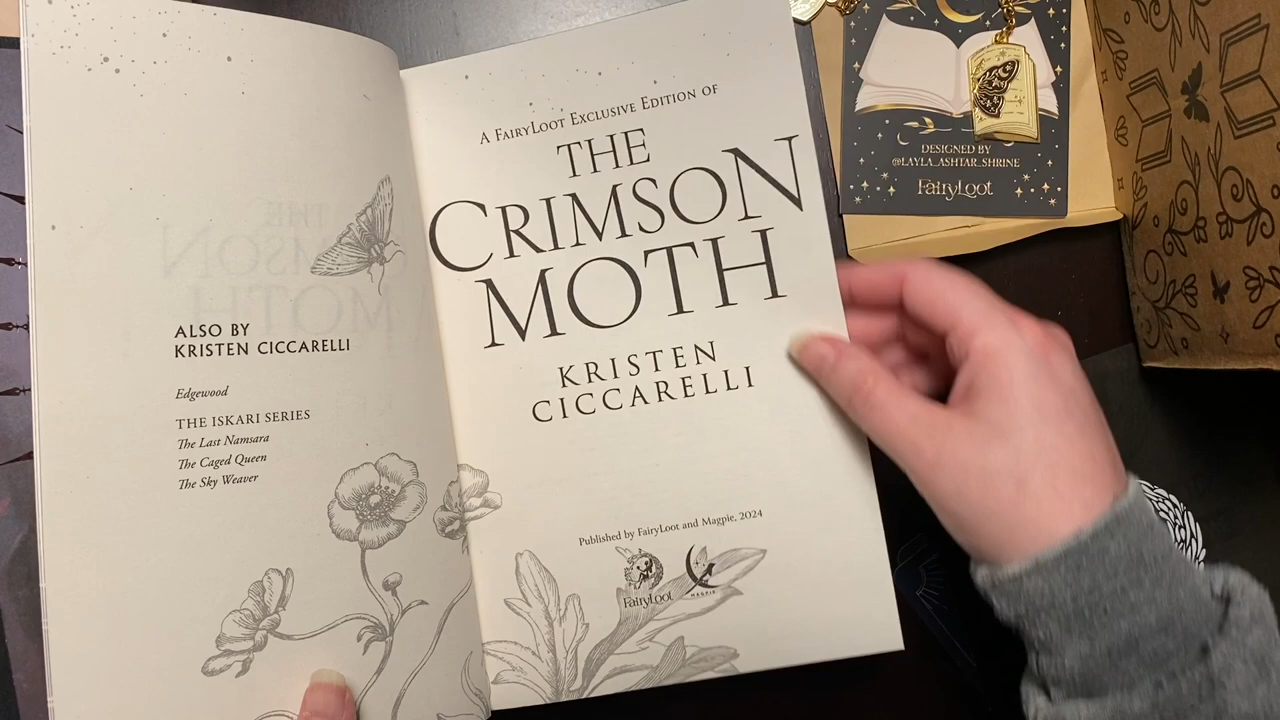 ALSO BY
KRISTEN CICCARELLI
Edgewood
THE ISKARI SERIES
The Last Namsara
The Caged Queen
The Sky Weaver
A FAIRYLOOT EXCLUSIVE EDITION OF
THE
CRIMSON
MOTH
KRISTEN
CICCARELLI
Published by FairyLoot and Magpie, 2024
FairyLoot
MAGPIE
DESIGNED BY
@LAYLA_ASHTAR_SHRINE
FairyLoot